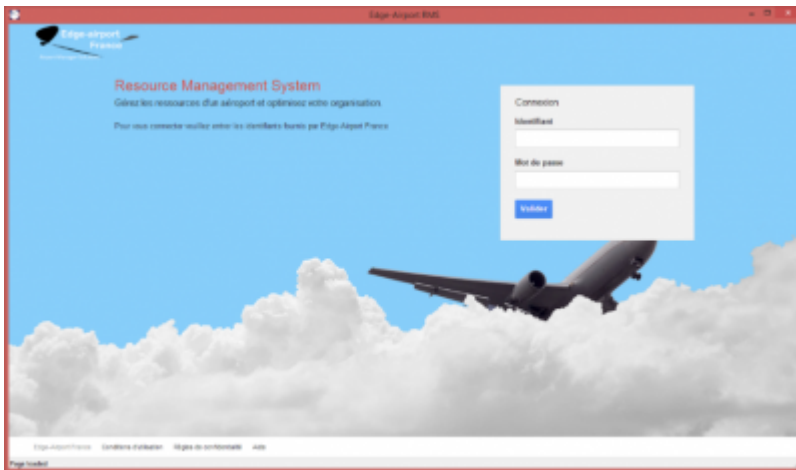 Edge-Airport RMS
Edge-airport
France
Resource Management System
Gérez les ressources d'un aéroport et optimisez votre organisation
Pour vous connecter veuillez entrer les identifiants fournis par Edge-Airport France
Connexion
Identifiant
Mot de passe
Valider
Edge-Airport France Conditions d'utilisation Règles de confidentialité Aide
Page loaded